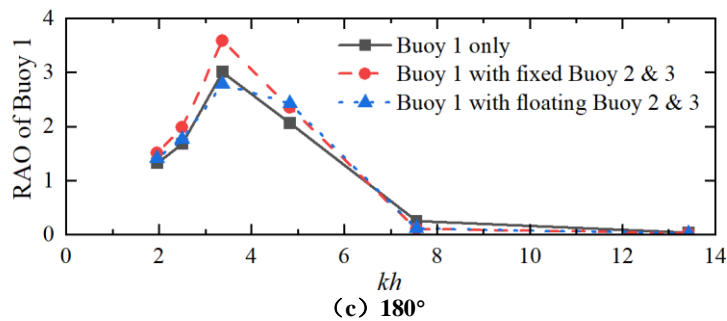 4
3
2
1
0
RAO of Buoy 1
Buoy 1 only
Buoy 1 with fixed Buoy 2 & 3
Buoy 1 with floating Buoy 2 & 3
0 2 4 6 8 10 12 14
kh
（c）180°